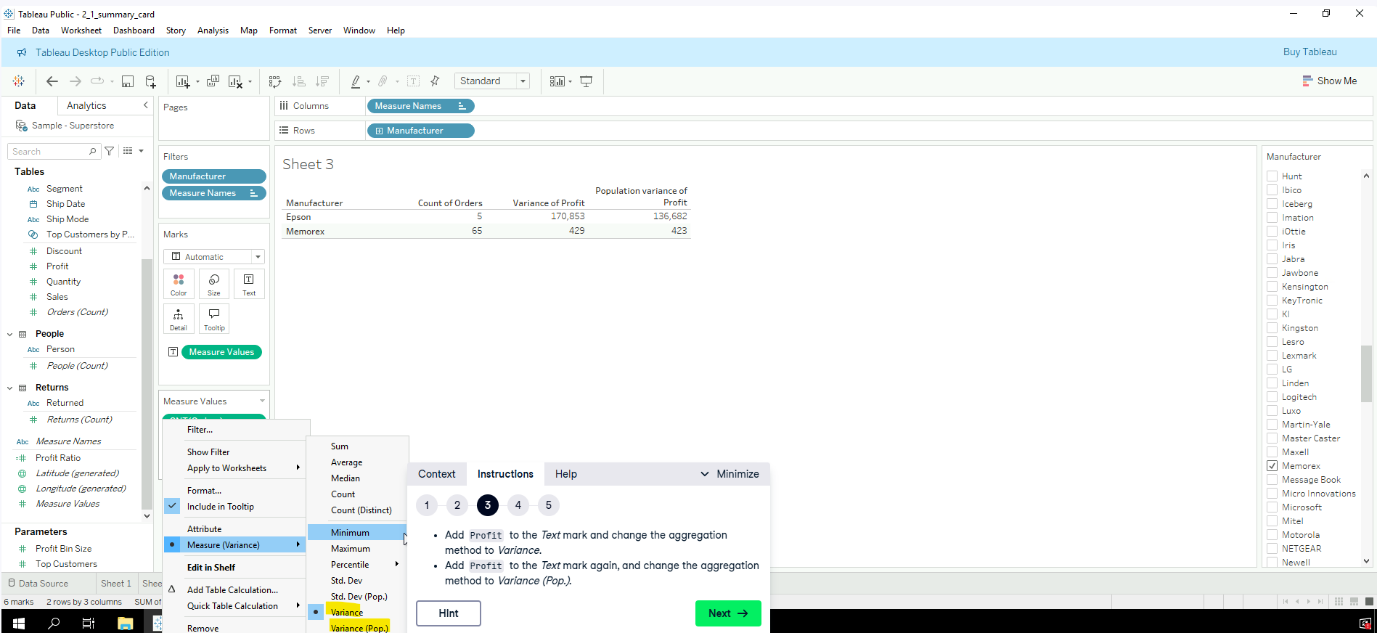 Tableau Public - 2_1_summary_card
File Data Worksheet Dashboard Story Analysis Map Format Server Window Help
Tableau Desktop Public Edition
Buy Tableau
Standard
Show Me
Data Analytics
Sample - Superstore
Search
Tables
Abc Segment
Ship Date
Abc Ship Mode
Top Customers by P...
# Discount
# Profit
# Quantity
# Sales
# Orders (Count)
People
Abc Person
# People (Count)
Returns
Abc Returned
# Returns (Count)
Abc Measure Names
Profit Ratio
Latitude (generated)
Longitude (generated)
# Measure Values
Parameters
# Profit Bin Size
# Top Customers
Pages
Filters
Manufacturer
Measure Names
Marks
Automatic
Color Size Text
Detail Tooltip
Measure Values
Measure Values
Columns Measure Names
Rows Manufacturer
Sheet 3
Population variance of
Manufacturer Count of Orders Variance of Profit Profit
Epson 5 170,853 136,682
Memorex 65 429 423
Manufacturer
Hunt
Ibico
Iceberg
Imation
iOttie
Iris
Jabra
Jawbone
Kensington
KeyTronic
KI
Kingston
Lesro
Lexmark
LG
Linden
Logitech
Luxo
Martin-Yale
Master Caster
Maxell
Memorex
Message Book
Micro Innovations
Microsoft
Mitel
Motorola
NETGEAR
Newell
Filter...
Show Filter
Apply to Worksheets
Format...
Include in Tooltip
Attribute
Measure (Variance)
Edit in Shelf
Add Table Calculation...
Quick Table Calculation
Remove
Sum
Average
Median
Count
Count (Distinct)
Minimum
Maximum
Percentile
Std. Dev
Std. Dev (Pop.)
Variance
Variance (Pop.)
Context Instructions Help Minimize
1 2 3 4 5
• Add Profit to the Text mark and change the aggregation
method to Variance.
• Add Profit to the Text mark again, and change the aggregation
method to Variance (Pop.).
HInt
Next →
Data Source Sheet 1 Shee
6 marks 2 rows by 3 columns SUM of